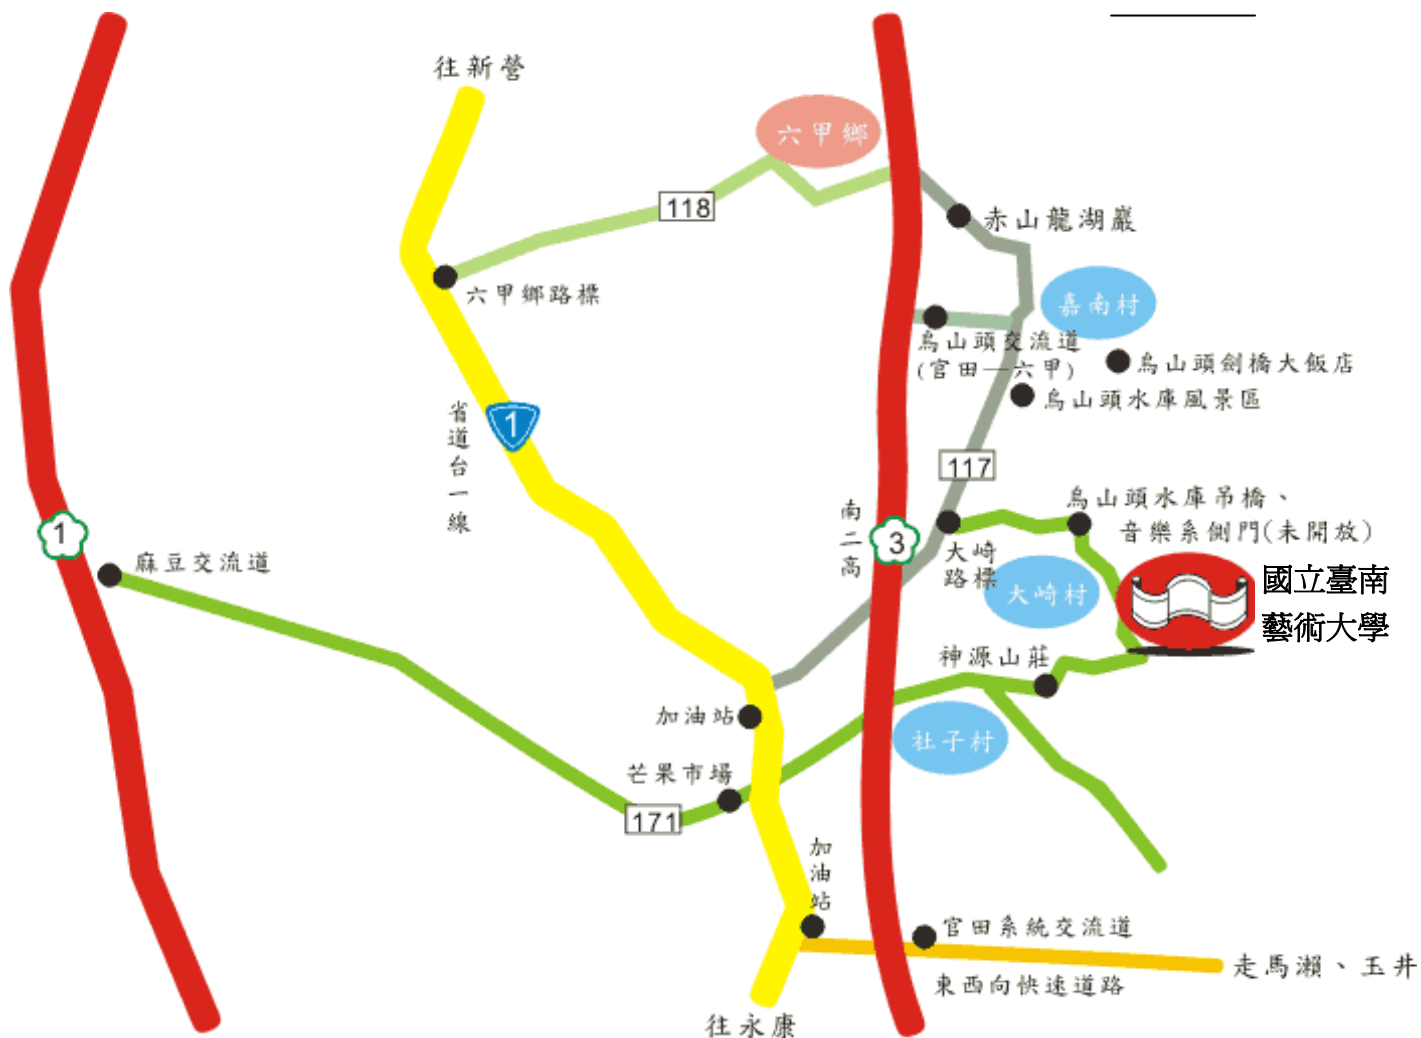 往新營
六甲鄉
118
赤山龍湖巖
六甲鄉路標
嘉南村
烏山頭交流道
(官田—六甲)
烏山頭劍橋大飯店
烏山頭水庫風景區
1
省道台一線
117
烏山頭水庫吊橋、
音樂系側門(未開放)
南二高
3
1
大崎
路標
麻豆交流道
大崎村
國立臺南
藝術大學
神源山莊
加油站
社子村
芒果市場
171
加油站
官田系統交流道
走馬瀨、玉井
東西向快速道路
往永康